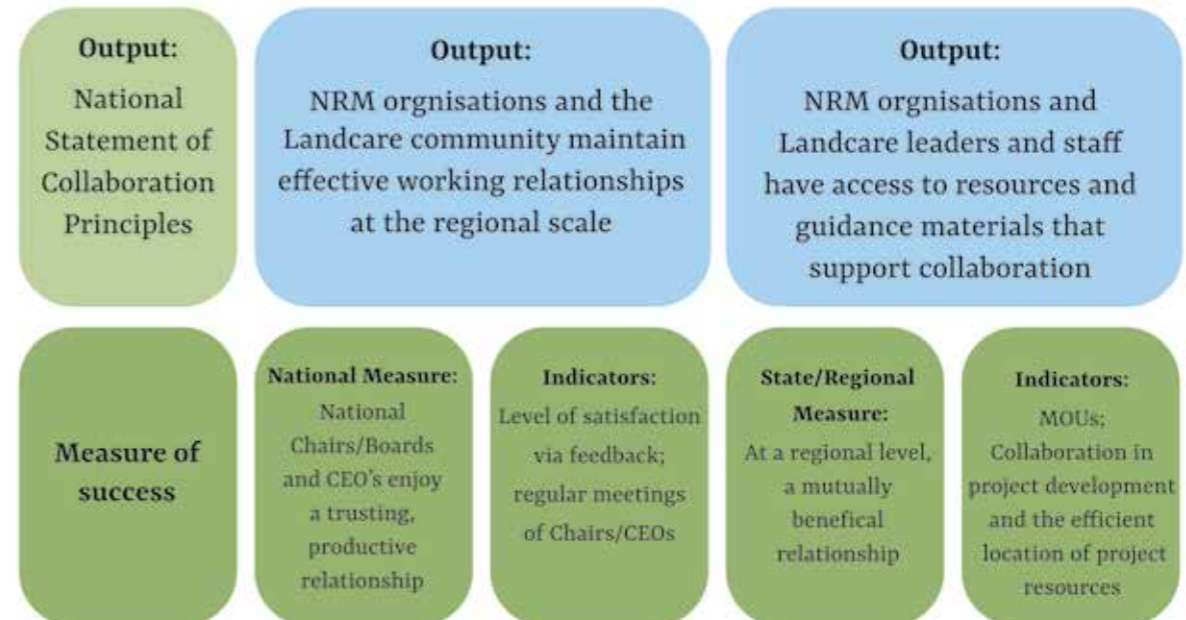 Output:
National
Statement of
Collaboration
Principles
Output:
NRM orgnisations and the
Landcare community maintain
effective working relationships
at the regional scale
Output:
NRM orgnisations and
Landcare leaders and staff
have access to resources and
guidance materials that
support collaboration
Measure of
success
National Measure:
National
Chairs/Boards
and CEO's enjoy
a trusting,
productive
relationship
Indicators:
Level of satisfaction
via feedback;
regular meetings
of Chairs/CEOs
State/Regional
Measure:
At a regional level,
a mutually
benefical
relationship
Indicators:
MOUs;
Collaboration in
project development
and the efficient
location of project
resources